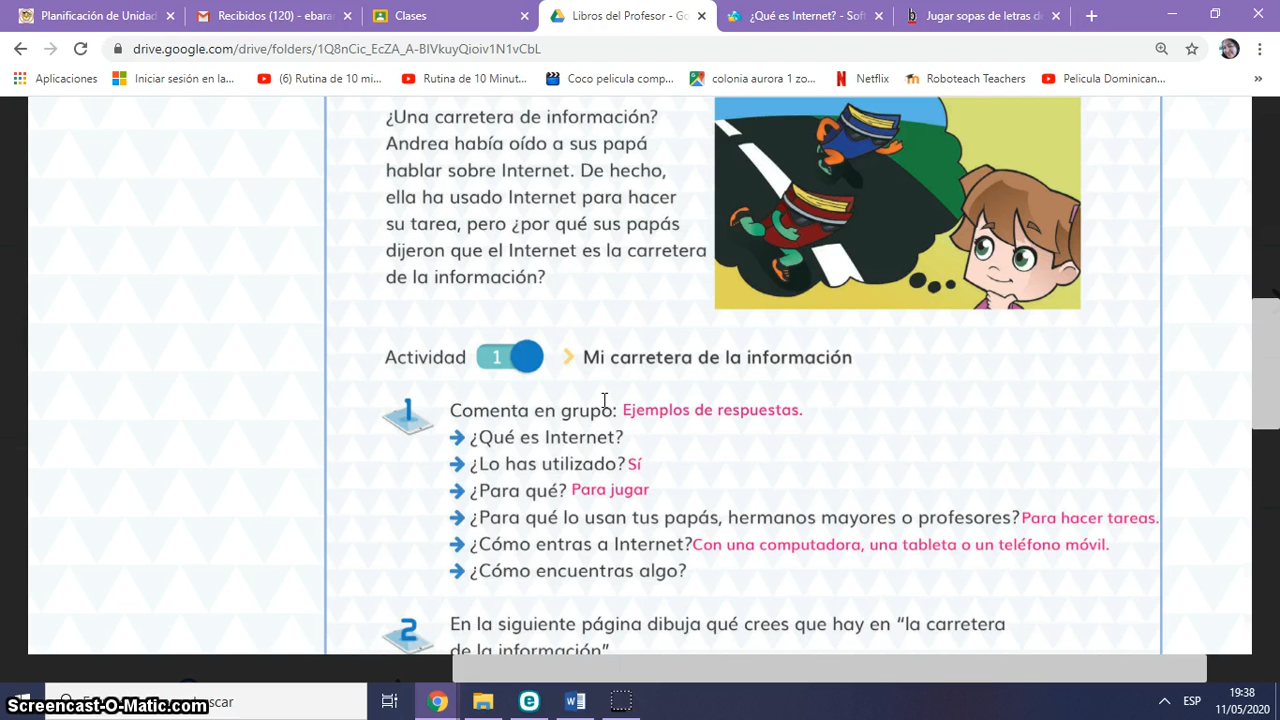 Planificación de Unidad
Recibidos (120) - ebara
Clases
Libros del Profesor - Go
¿Qué es Internet? - Soft
Jugar sopas de letras de
drive.google.com/drive/folders/1Q8nCic_EcZA_A-BIVkuyQioiv1N1vCbL
Aplicaciones
Iniciar sesión en la...
(6) Rutina de 10 mi...
Rutina de 10 Minut...
Coco película comp...
colonia aurora 1 zo...
Netflix
Roboteach Teachers
Película Dominican...
»
¿Una carretera de información?
Andrea había oído a sus papá
hablar sobre Internet. De hecho,
ella ha usado Internet para hacer
su tarea, pero ¿por qué sus papás
dijeron que el Internet es la carretera
de la información?
Actividad 1 Mi carretera de la información
1 Comenta en grupo: Ejemplos de respuestas.
¿Qué es Internet?
¿Lo has utilizado? Sí
¿Para qué? Para jugar
¿Para qué lo usan tus papás, hermanos mayores o profesores? Para hacer tareas.
¿Cómo entras a Internet? Con una computadora, una tableta o un teléfono móvil.
¿Cómo encuentras algo?
2 En la siguiente página dibuja qué crees que hay en “la carretera
de la información”
Screencast-O-Matic.com
ESP
19:38
11/05/2020